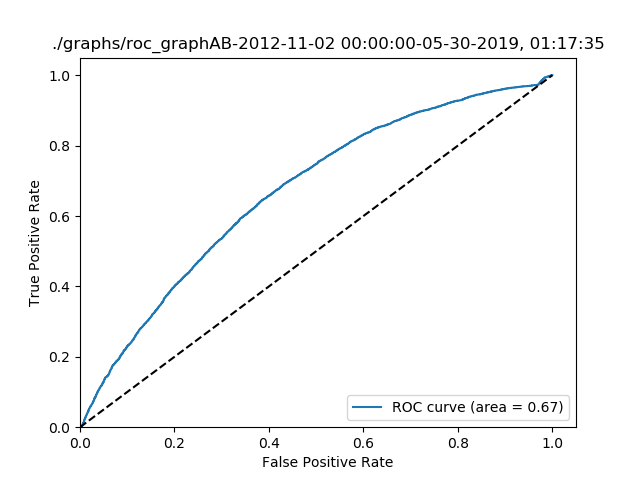 ./graphs/roc_graphAB-2012-11-02 00:00:00-05-30-2019, 01:17:35
True Positive Rate
1.0
0.8
0.6
0.4
0.2
0.0
ROC curve (area = 0.67)
0.0 0.2 0.4 0.6 0.8 1.0
False Positive Rate